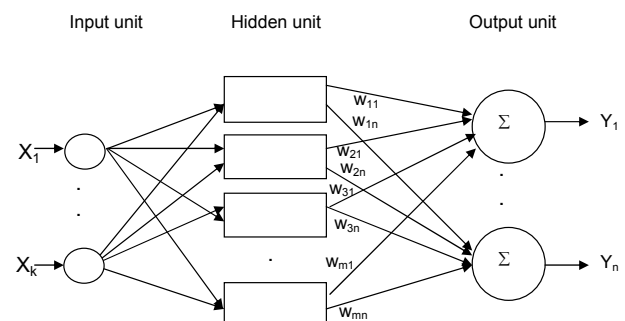 Input unit Hidden unit Output unit
w11
w1n
X1 w21 Σ Y1
w2n
w31
w3n
wm1
Xk Σ Yn
wmn